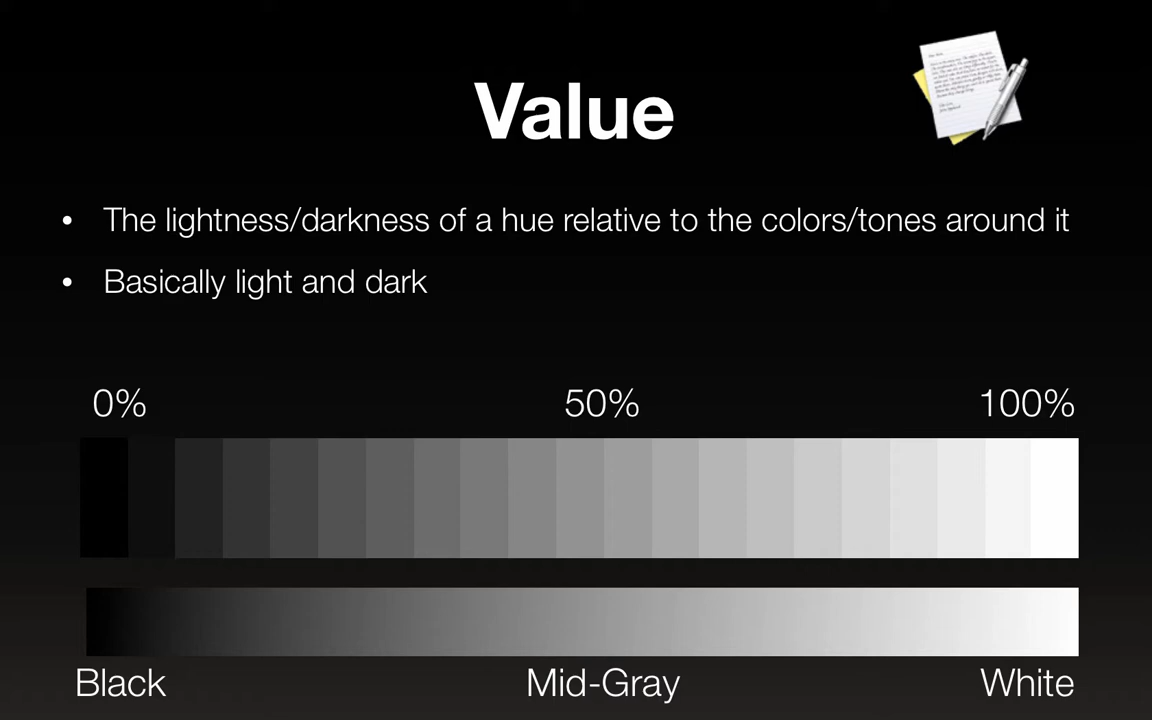 Value
• The lightness/darkness of a hue relative to the colors/tones around it
• Basically light and dark
0% 50% 100%
Black Mid-Gray White